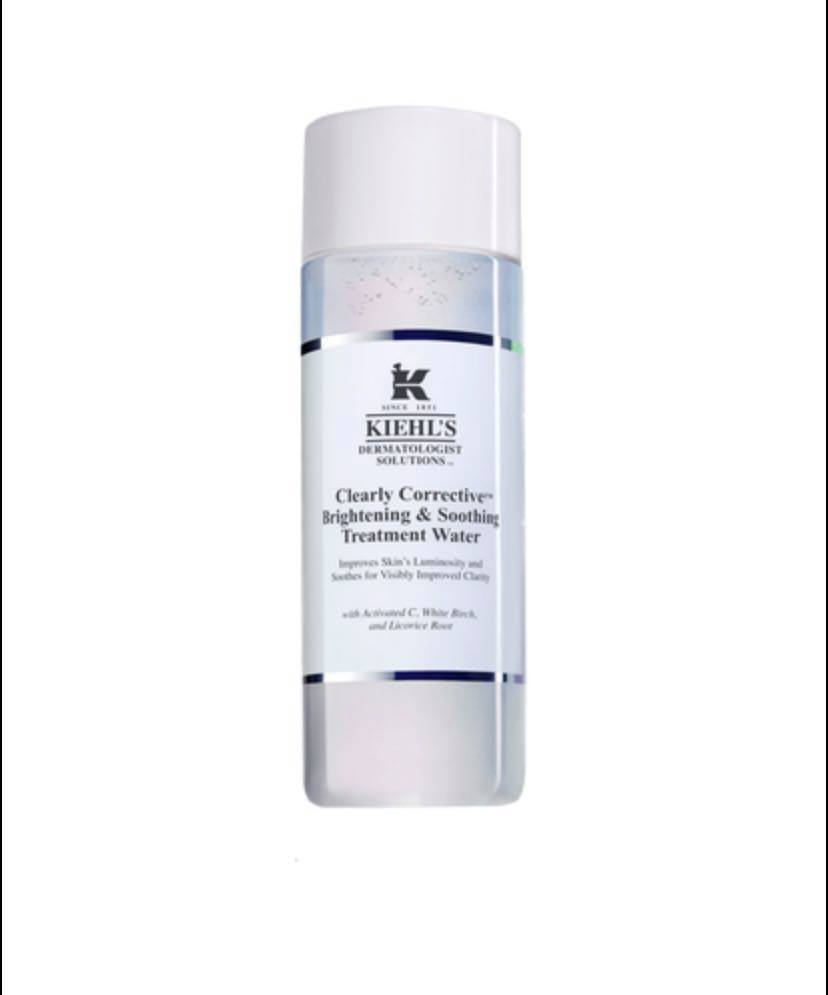 K
SINCE 1851
KIEHL'S
DERMATOLOGIST
SOLUTIONS™
Clearly Corrective™
Brightening & Soothing
Treatment Water
Improves Skin's Luminosity and
Soothes for Visibly Improved Clarity
with Activated C, White Birch,
and Licorice Root